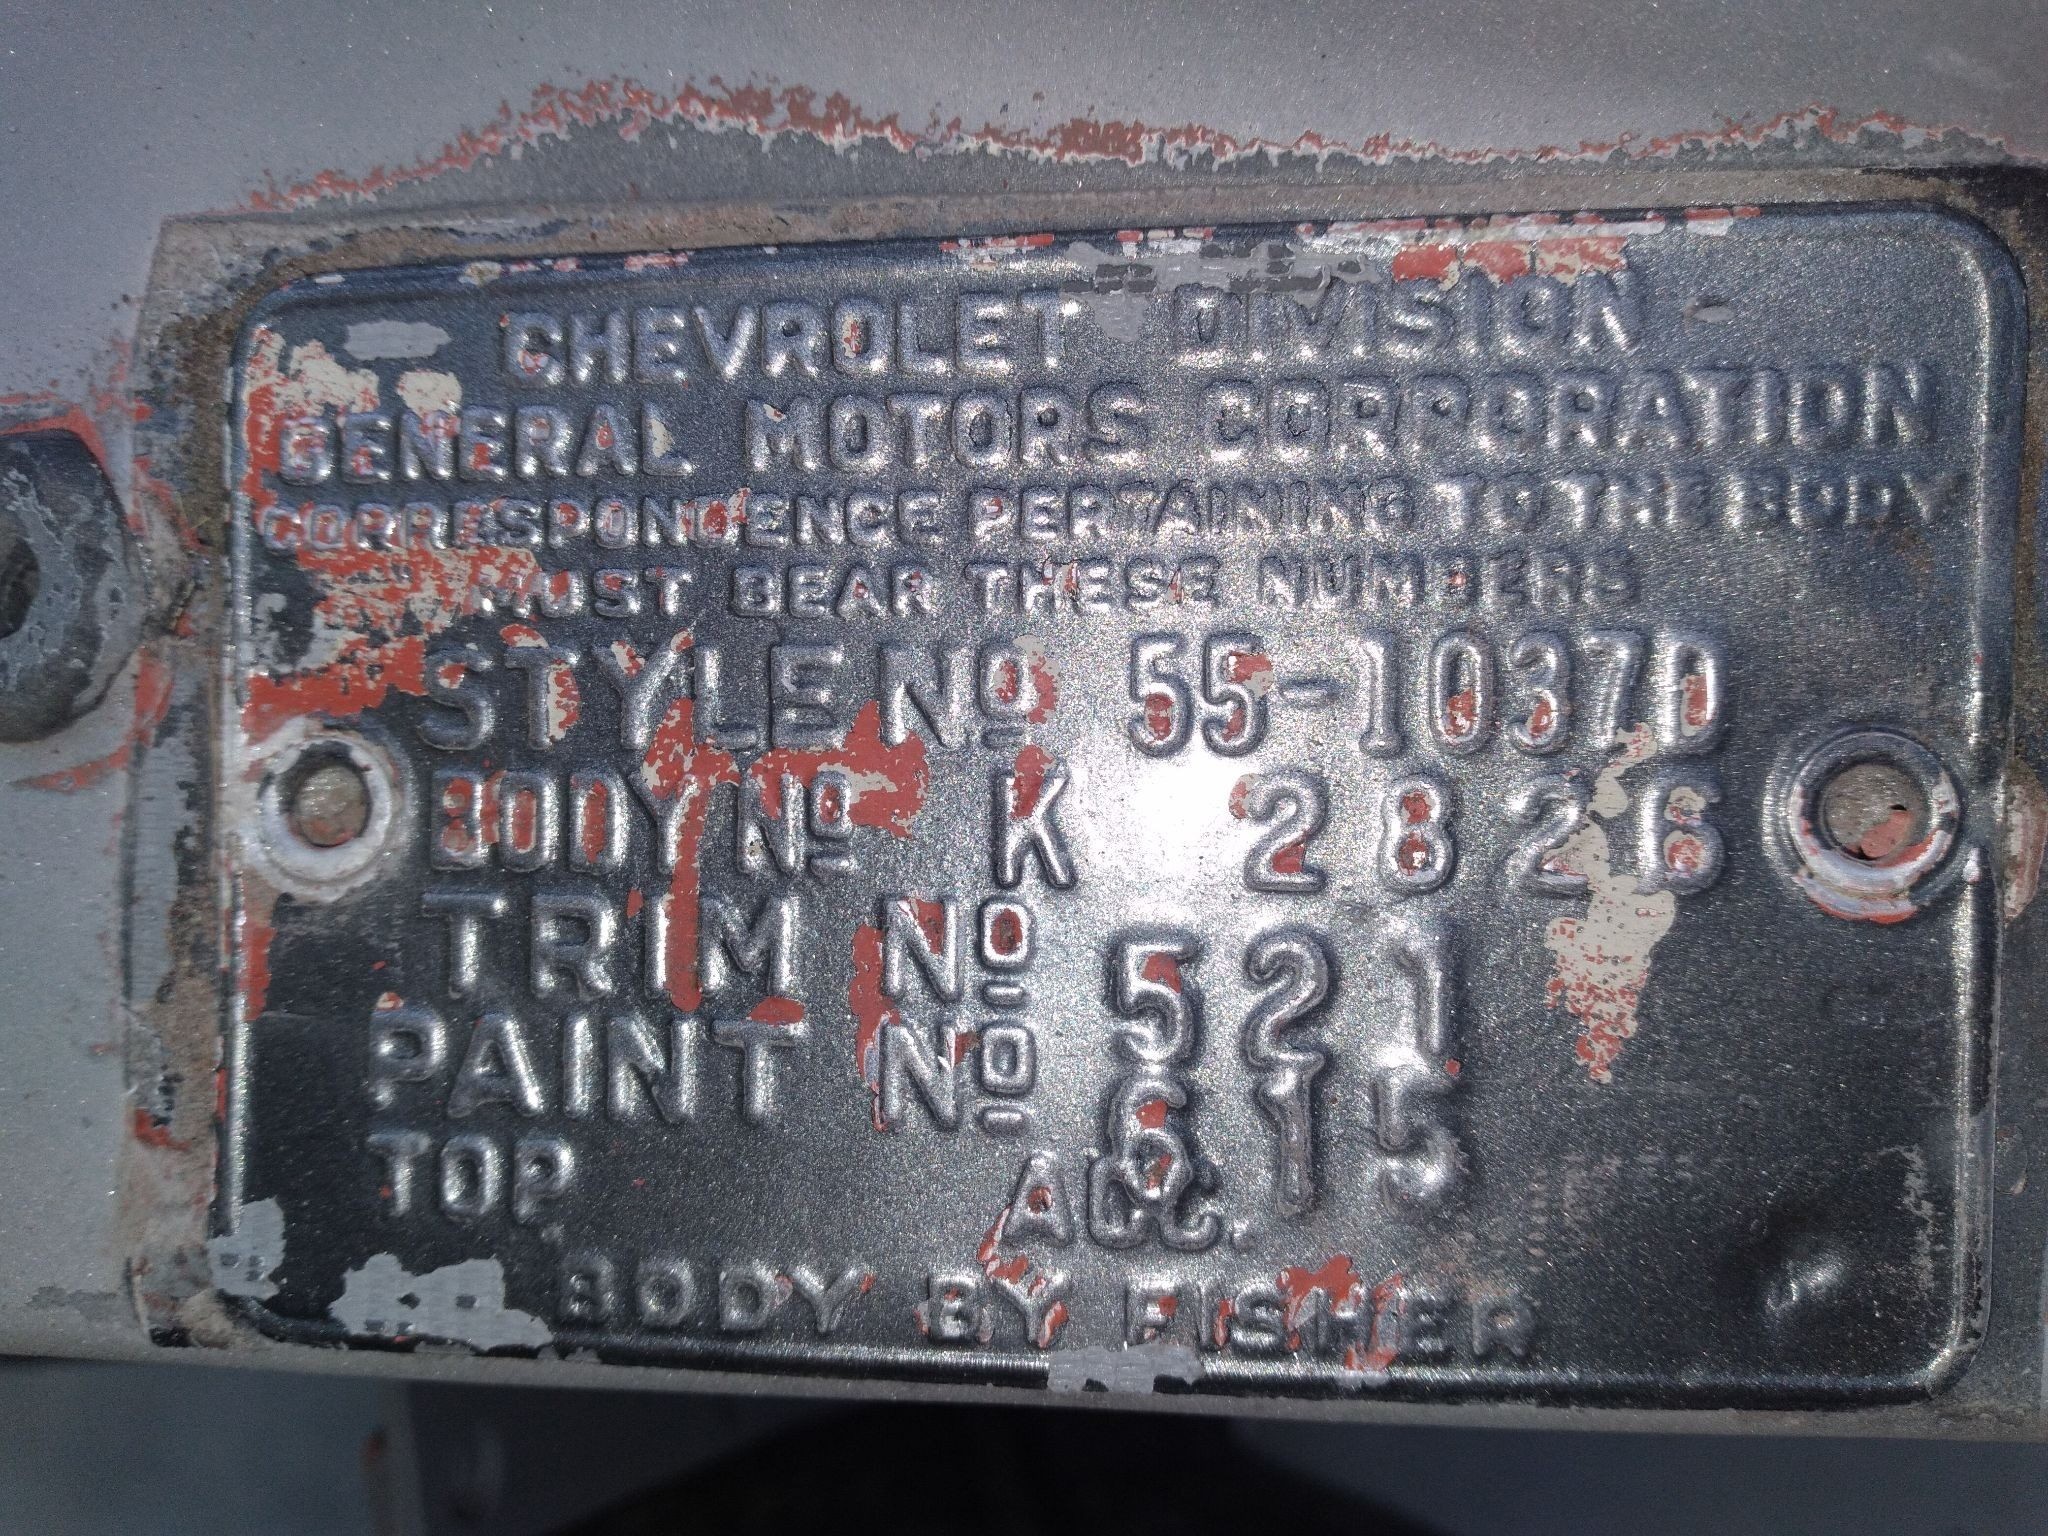 CHEVROLET DIVISION
GENERAL MOTORS CORPORATION
CORRESPONDENCE PERTAINING TO THE BODY
MUST BEAR THESE NUMBERS
STYLE Nº 55-1037D
BODY Nº K 2826
TRIM Nº 521
PAINT Nº 615
TOP ACC.
BODY BY FISHER